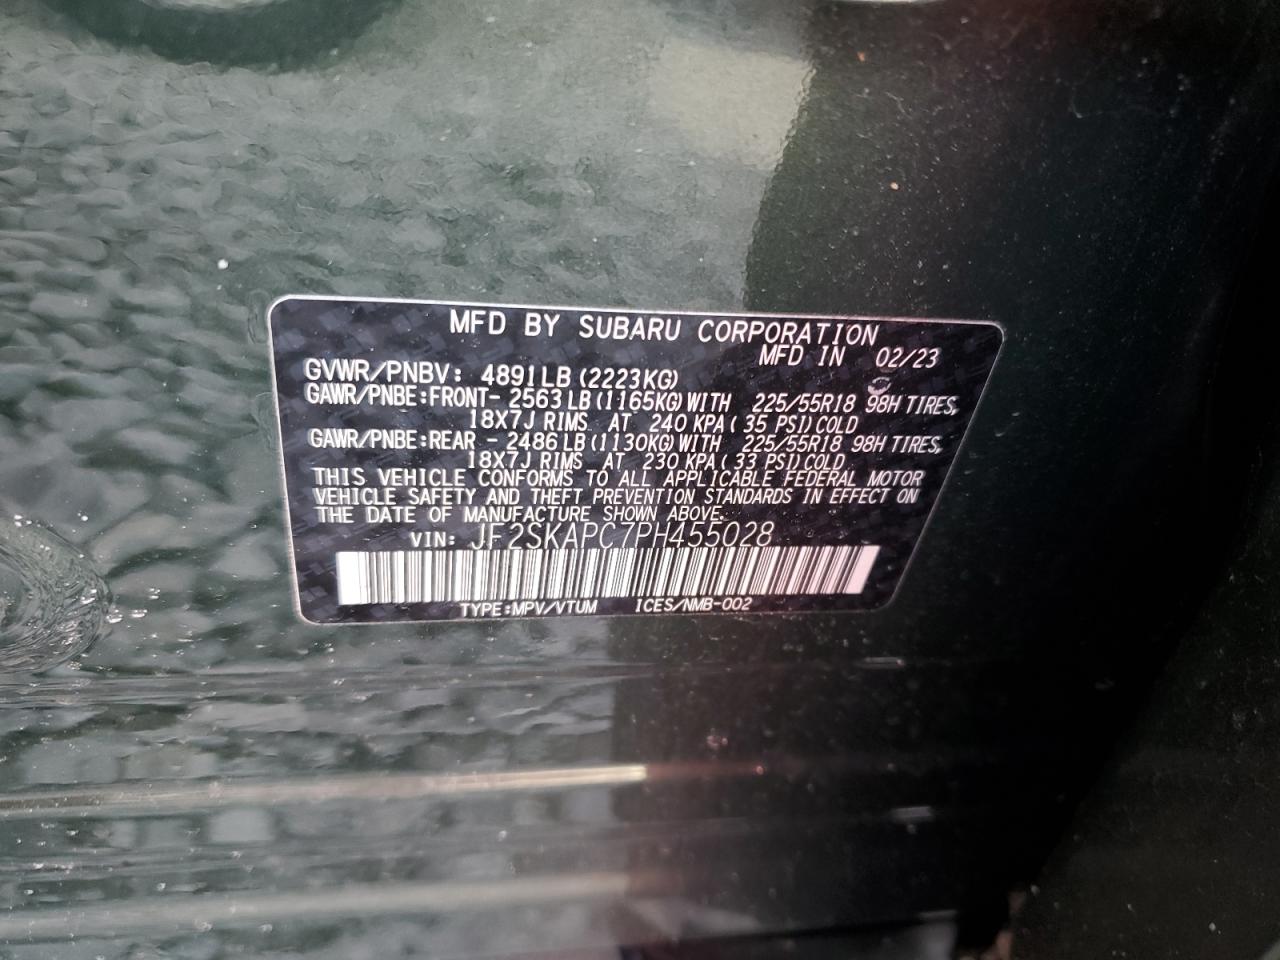 MFD BY SUBARU CORPORATION
MFD IN 02/23
GVWR/PNBV: 4891LB (2223KG)
GAWR/PNBE:FRONT- 2563LB (1165KG) WITH 225/55R18 98H TIRES,
18X7J RIMS AT 240 KPA ( 35 PSI) COLD
GAWR/PNBE:REAR - 2486LB (1130KG) WITH 225/55R18 98H TIRES,
18X7J RIMS AT 230 KPA ( 33 PSI) COLD.
THIS VEHICLE CONFORMS TO ALL APPLICABLE FEDERAL MOTOR
VEHICLE SAFETY AND THEFT PREVENTION STANDARDS IN EFFECT ON
THE DATE OF MANUFACTURE SHOWN ABOVE.
VIN: JF2SKAPC7PH455028
TYPE:MPV/VTUM ICES/NMB-002